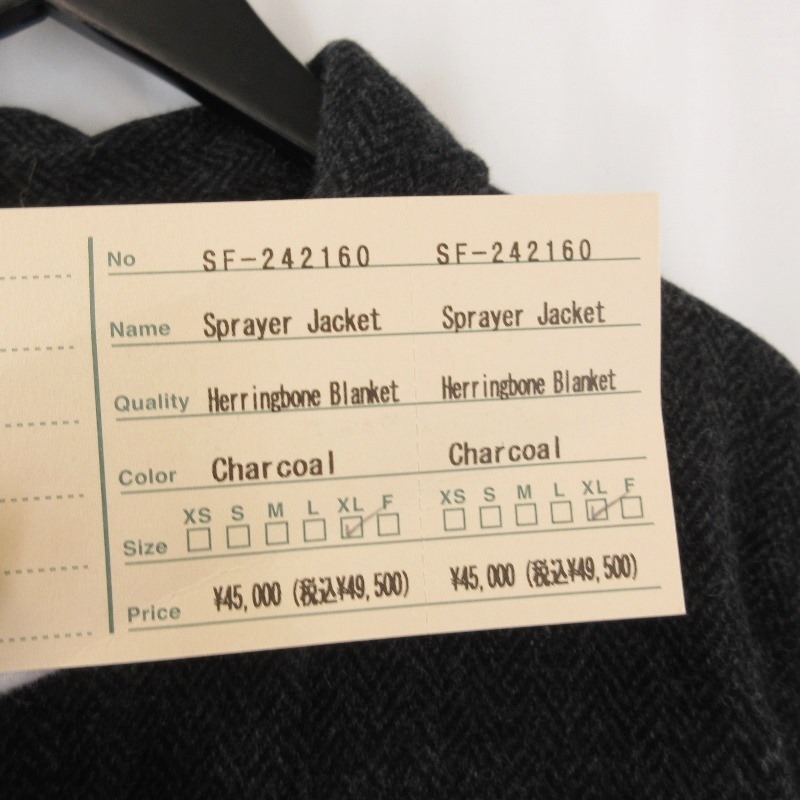 No SF-242160 SF-242160
Name Sprayer Jacket Sprayer Jacket
Quality Herringbone Blanket Herringbone Blanket
Color Charcoal Charcoal
XS S M L XL F XS S M L XL F
Size
Price ¥45,000 (税込¥49,500) ¥45,000 (税込¥49,500)